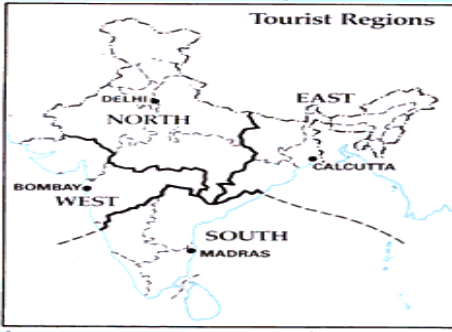 Tourist Regions
EAST
DELHI
NORTH
CALCUTTA
BOMBAY
WEST
SOUTH
MADRAS